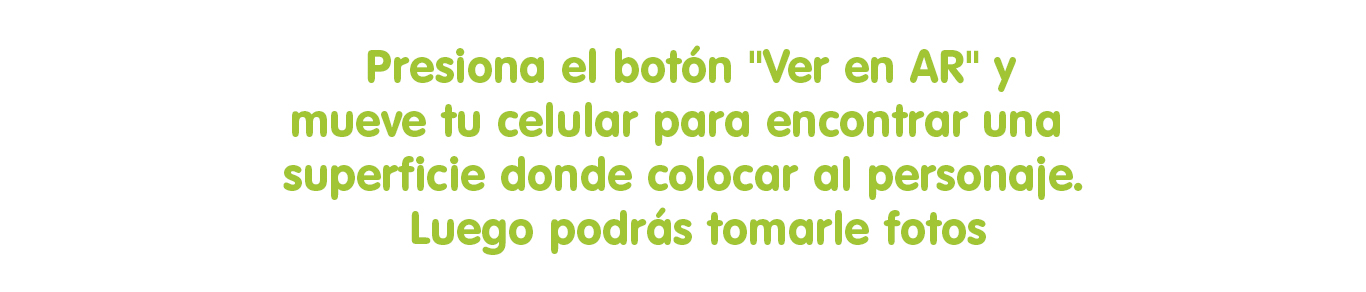 Presiona el botón "Ver en AR" y
mueve tu celular para encontrar una
superficie donde colocar al personaje.
Luego podrás tomarle fotos